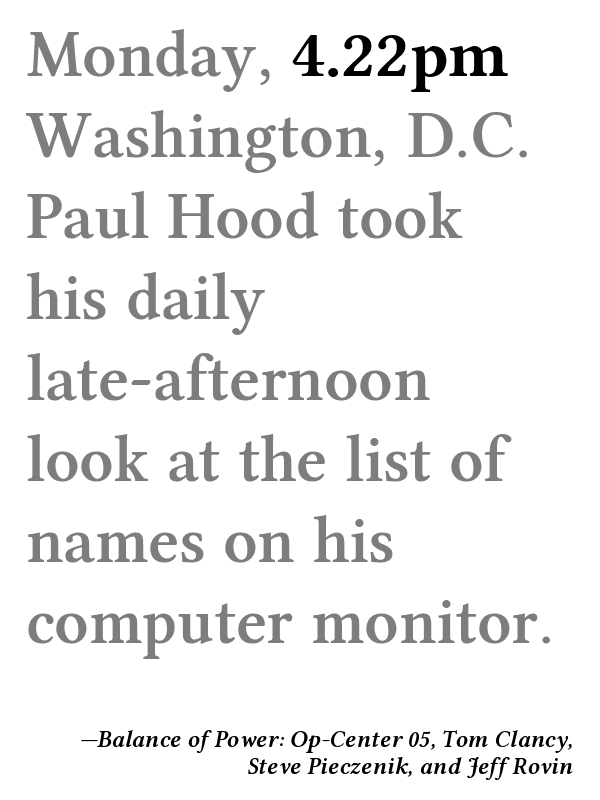 Monday, 4.22pm
Washington, D.C.
Paul Hood took
his daily
late-afternoon
look at the list of
names on his
computer monitor.
—Balance of Power: Op-Center 05, Tom Clancy,
Steve Pieczenik, and Jeff Rovin